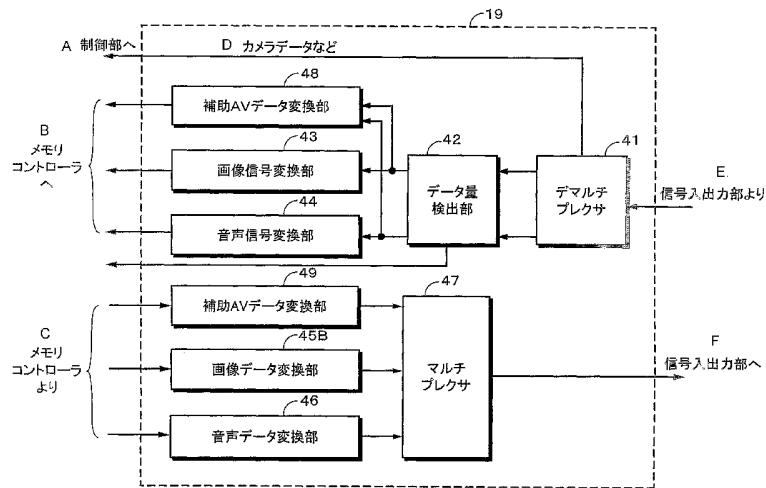 19
A 制御部へ
D カメラデータなど
48
補助AVデータ変換部
B
メモリ
コントローラ
へ
43
画像信号変換部
42
データ量
検出部
41
デマルチ
プレクサ
E
信号入出力部より
44
音声信号変換部
49
補助AVデータ変換部
47
マルチ
プレクサ
C
メモリ
コントローラ
より
45B
画像データ変換部
F
信号入出力部へ
46
音声データ変換部